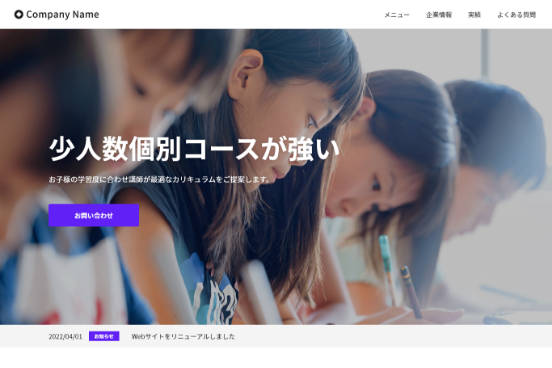 Company Name
メニュー 企業情報 実績 よくある質問
少人数個別コースが強い
お子様の学習度に合わせ講師が最適なカリキュラムをご提案します。
お問い合わせ
2022/04/01 お知らせ Webサイトをリニューアルしました